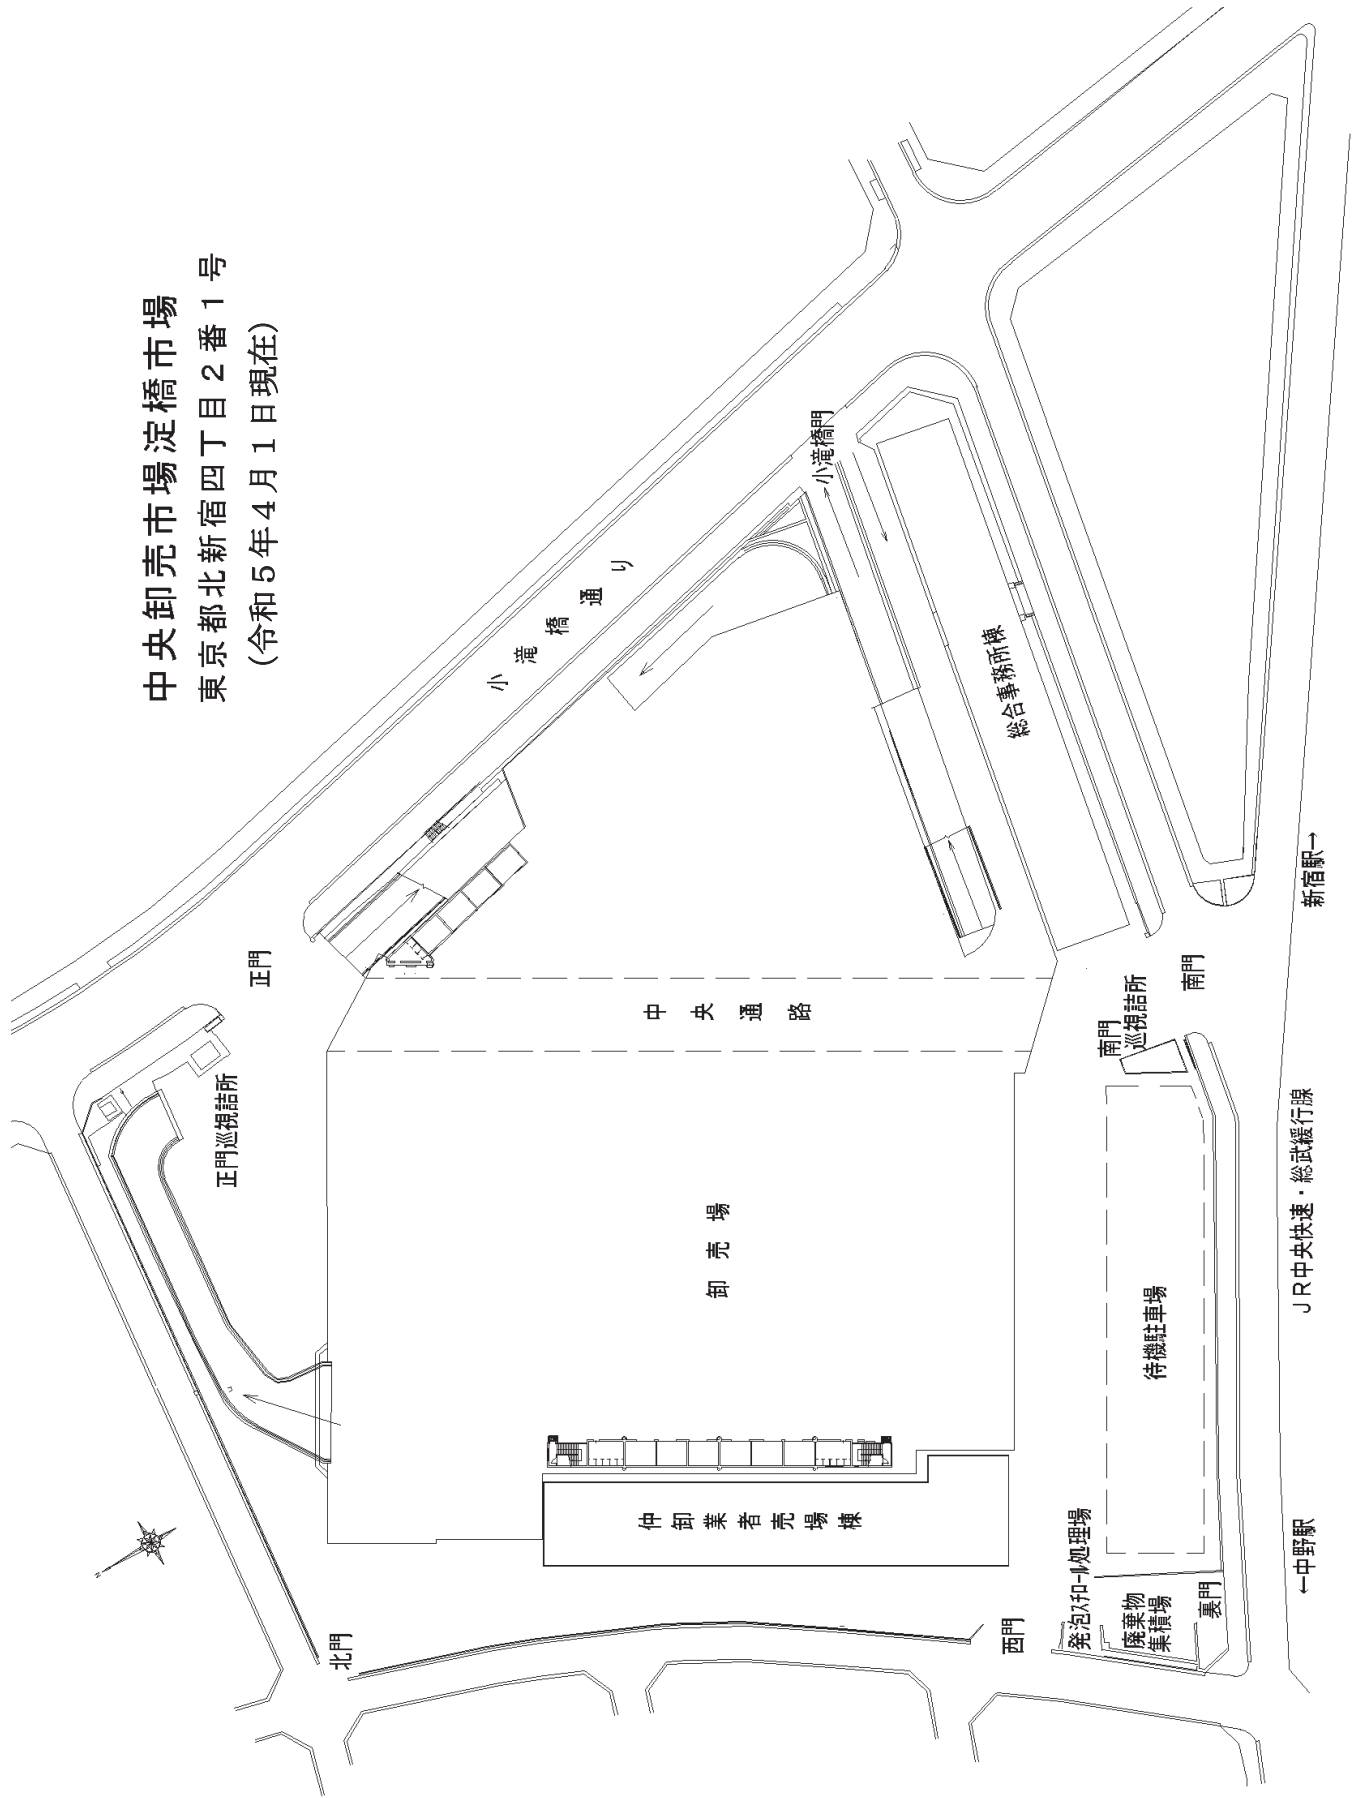 中央卸売市場淀橋市場
東京都北新宿四丁目2番1号
(令和5年4月1日現在)
小滝橋通り
小滝橋門
総合事務所棟
正門
正門巡視詰所
中央通路
卸売場
仲卸業者売場棟
南門
南門
巡視詰所
待機駐車場
北門
西門
発泡スチロール処理場
廃棄物
集積場
裏門
JR中央快速・総武緩行線
新宿駅→
←中野駅
N